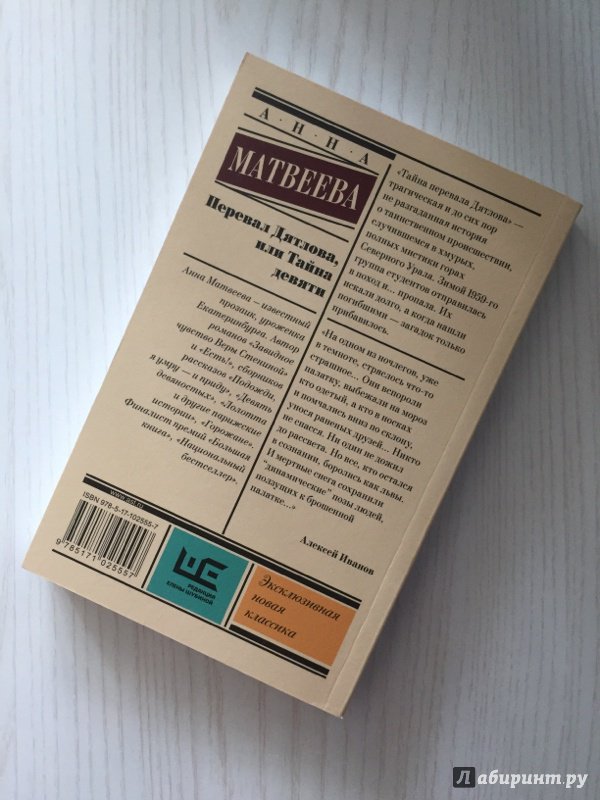 АННА
МАТВЕЕВА
Перевал Дятлова,
или Тайна
девяти
Анна Матвеева — известный
прозаик, уроженка
Екатеринбурга. Автор
романов «Завидное
чувство Веры Стениной»
и «Есть!», сборников
рассказов «Подожди,
я умру — и приду», «Девять
девяностых», «Лолотта
и другие парижские
истории», «Горожане».
Финалист премий «Большая
книга», «Национальный
бестселлер».
«Тайна перевала Дятлова» —
трагическая и до сих пор
не разгаданная история
о таинственном происшествии,
случившемся в хмурых,
полных мистики горах
Северного Урала. Зимой 1959-го
группа студентов отправилась
в поход и... пропала. Их
искали долго, а когда нашли
погибшими — загадок только
прибавилось.
«На одном из ночлегов, уже
в темноте, стряслось что-то
страшное... Они вспороли
палатку, выбежали на мороз
кто одетый, а кто в носках
и помчались вниз по склону,
унося раненых друзей... Никто
не спасся. Ни один не дожил
до рассвета. Но все, кто остался
в сознании, боролись как львы.
И мертвые снега сохранили
"динамические" позы людей,
ползущих к брошенной
палатке...»
Алексей Иванов
www.ast.ru
ISBN 978-5-17-102555-7
9 785171 025557
РЕДАКЦИЯ
ЕЛЕНЫ ШУБИНОЙ
Эксклюзивная
новая
классика
Лабиринт.ру